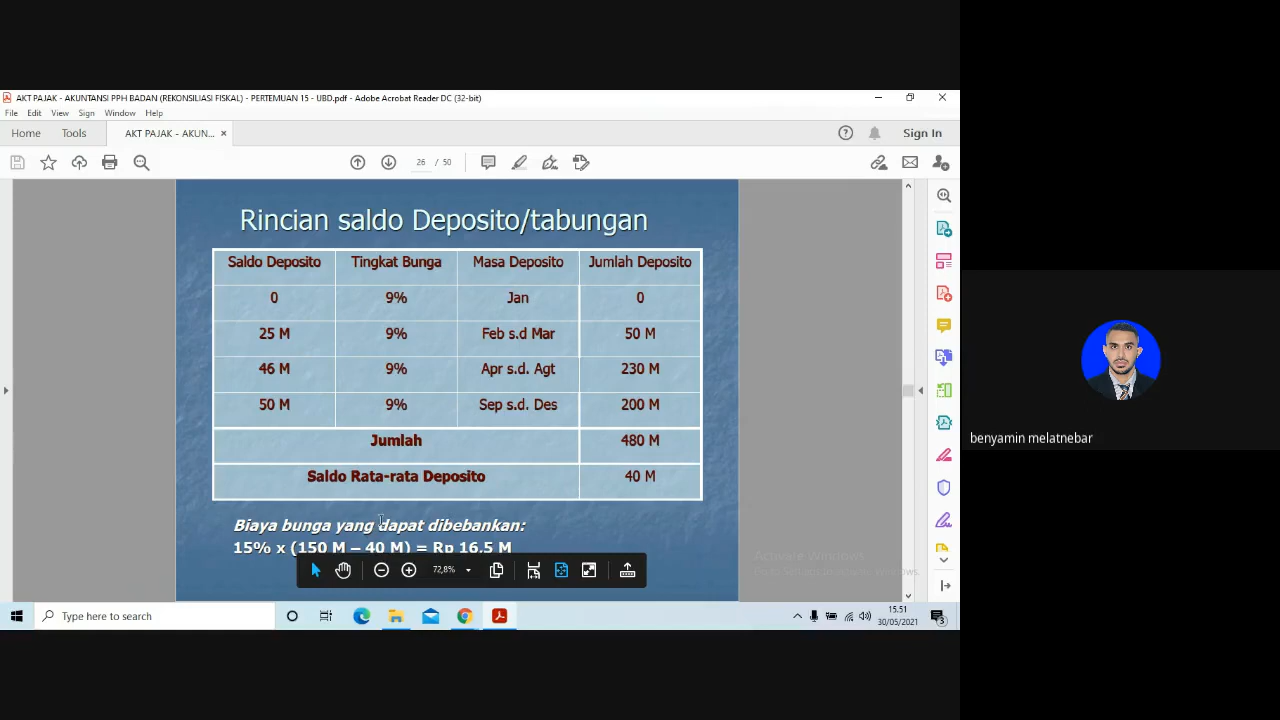 AKT PAJAK - AKUNTANSI PPH BADAN (REKONSILIASI FISKAL) - PERTEMUAN 15 - UBD.pdf - Adobe Acrobat Reader DC (32-bit)
File Edit View Sign Window Help
Home Tools AKT PAJAK - AKUN... × Sign In
26 / 50
Rincian saldo Deposito/tabungan
Saldo Deposito Tingkat Bunga Masa Deposito Jumlah Deposito
0 9% Jan 0
25 M 9% Feb s.d Mar 50 M
46 M 9% Apr s.d. Agt 230 M
50 M 9% Sep s.d. Des 200 M
Jumlah 480 M
Saldo Rata-rata Deposito 40 M
Biaya bunga yang dapat dibebankan:
15% x (150 M – 40 M) = Rp 16,5 M
72,8%
Activate Windows
Type here to search
15.51
30/05/2021
3
benyamin melatnebar